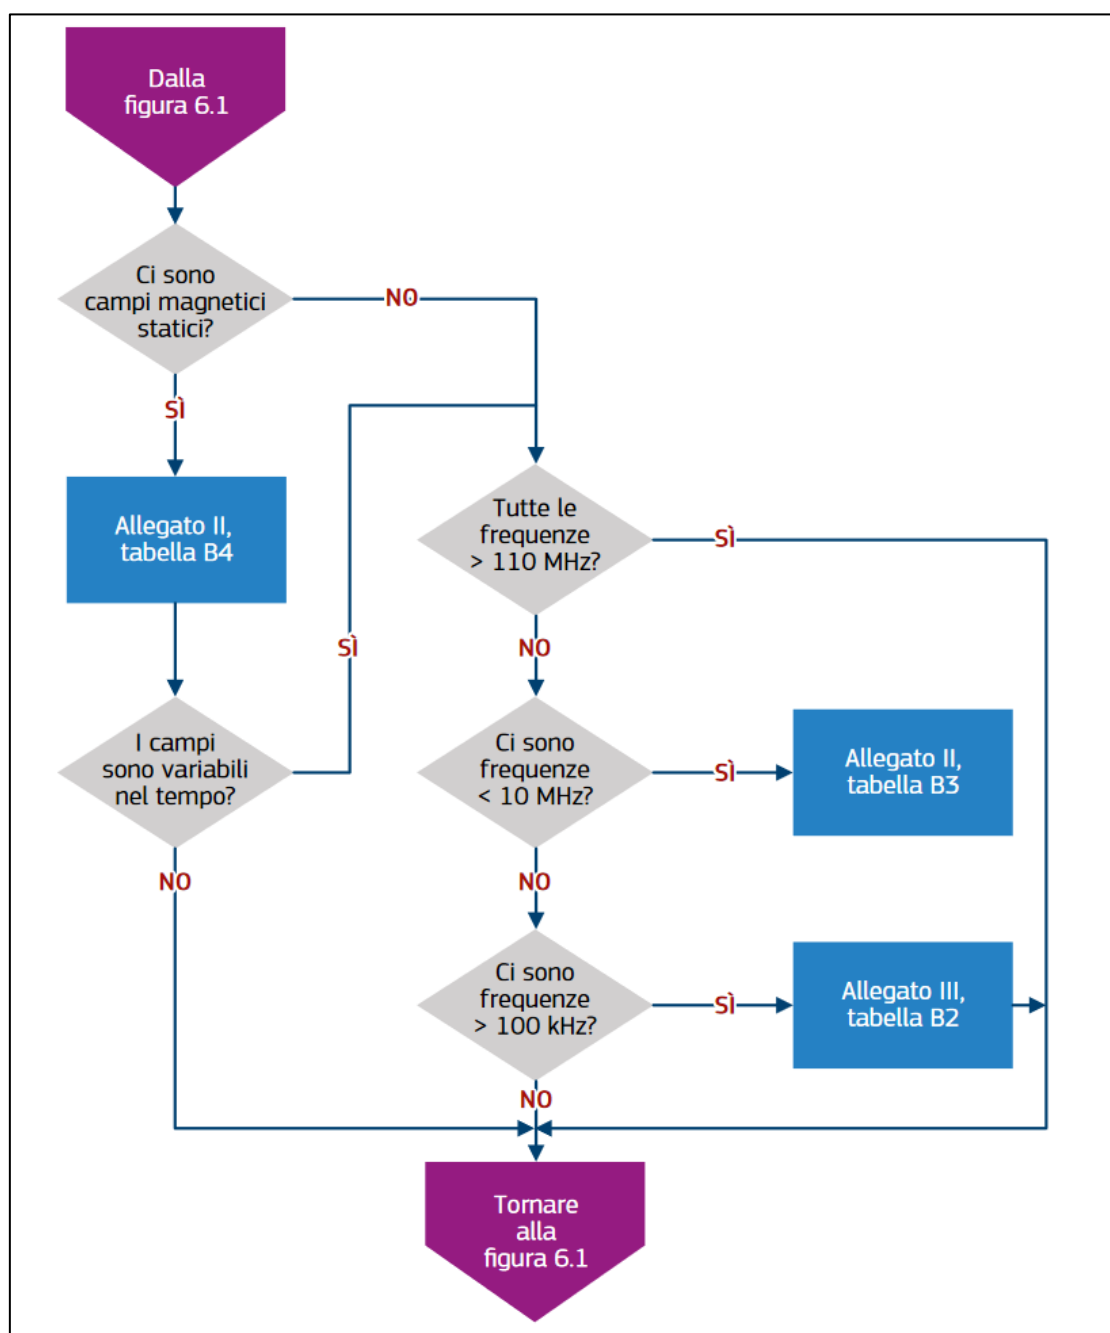 Dalla
figura 6.1
Ci sono
campi magnetici
statici?
NO
SÌ
Allegato II,
tabella B4
I campi
sono variabili
nel tempo?
SÌ
NO
Tutte le
frequenze
> 110 MHz?
SÌ
NO
Ci sono
frequenze
< 10 MHz?
SÌ
Allegato II,
tabella B3
NO
Ci sono
frequenze
> 100 kHz?
SÌ
Allegato III,
tabella B2
NO
Tornare
alla
figura 6.1